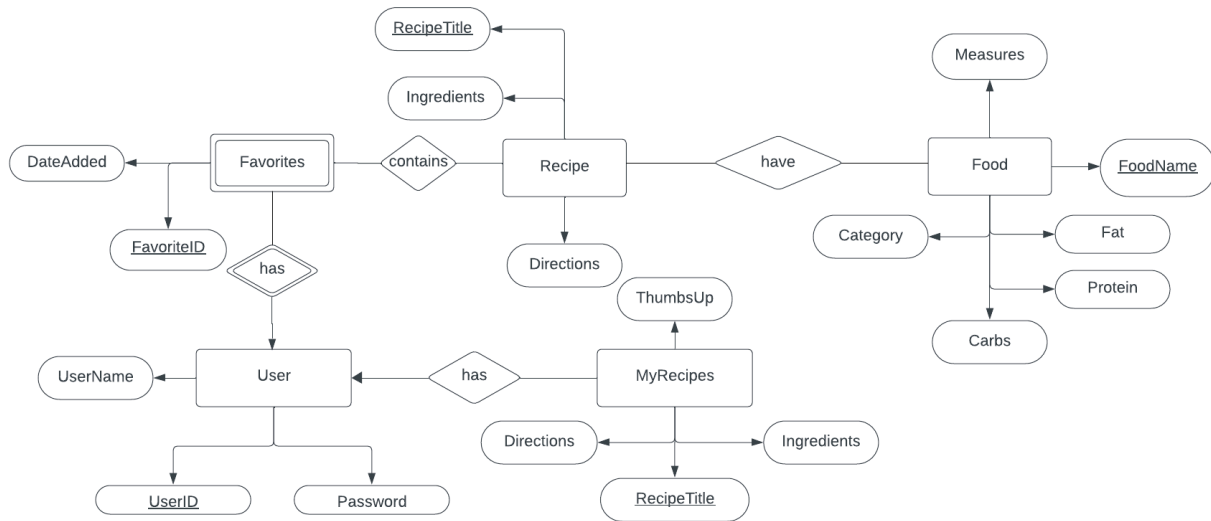 RecipeTitle
Measures
Ingredients
DateAdded
Favorites
contains
Recipe
have
Food
FoodName
FavoriteID
Category
Fat
has
Directions
Protein
ThumbsUp
Carbs
UserName
User
has
MyRecipes
Directions
Ingredients
UserID
Password
RecipeTitle